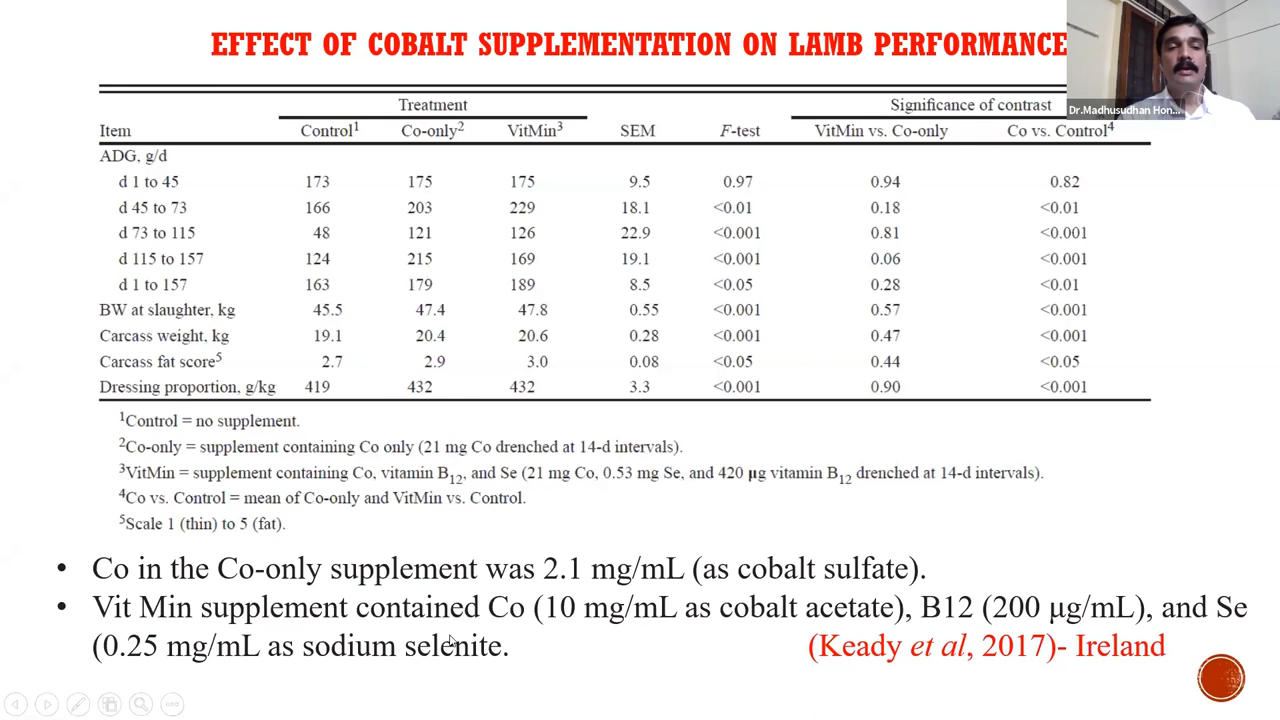 EFFECT OF COBALT SUPPLEMENTATION ON LAMB PERFORMANCE
Dr.Madhusudhan Hon...
Treatment Significance of contrast
Item Control1 Co-only2 VitMin3 SEM F-test VitMin vs. Co-only Co vs. Control4
ADG, g/d
d 1 to 45 173 175 175 9.5 0.97 0.94 0.82
d 45 to 73 166 203 229 18.1 <0.01 0.18 <0.01
d 73 to 115 48 121 126 22.9 <0.001 0.81 <0.001
d 115 to 157 124 215 169 19.1 <0.001 0.06 <0.001
d 1 to 157 163 179 189 8.5 <0.05 0.28 <0.01
BW at slaughter, kg 45.5 47.4 47.8 0.55 <0.001 0.57 <0.001
Carcass weight, kg 19.1 20.4 20.6 0.28 <0.001 0.47 <0.001
Carcass fat score5 2.7 2.9 3.0 0.08 <0.05 0.44 <0.05
Dressing proportion, g/kg 419 432 432 3.3 <0.001 0.90 <0.001
1Control = no supplement.
2Co-only = supplement containing Co only (21 mg Co drenched at 14-d intervals).
3VitMin = supplement containing Co, vitamin B12, and Se (21 mg Co, 0.53 mg Se, and 420 µg vitamin B12 drenched at 14-d intervals).
4Co vs. Control = mean of Co-only and VitMin vs. Control.
5Scale 1 (thin) to 5 (fat).
• Co in the Co-only supplement was 2.1 mg/mL (as cobalt sulfate).
• Vit Min supplement contained Co (10 mg/mL as cobalt acetate), B12 (200 µg/mL), and Se
(0.25 mg/mL as sodium selenite. (Keady et al, 2017)- Ireland